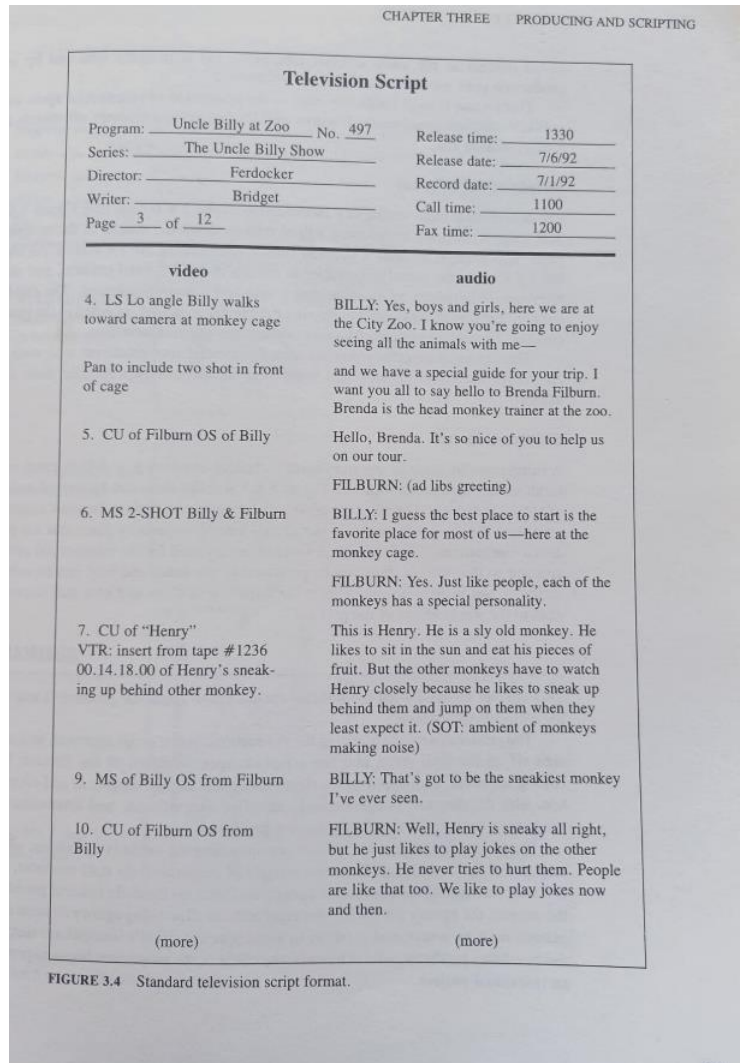 CHAPTER THREE PRODUCING AND SCRIPTING
Television Script
Program: Uncle Billy at Zoo No. 497
Series: The Uncle Billy Show
Director: Ferdocker
Writer: Bridget
Page 3 of 12
Release time: 1330
Release date: 7/6/92
Record date: 7/1/92
Call time: 1100
Fax time: 1200
video
audio
4. LS Lo angle Billy walks
toward camera at monkey cage
BILLY: Yes, boys and girls, here we are at
the City Zoo. I know you're going to enjoy
seeing all the animals with me—
Pan to include two shot in front
of cage
and we have a special guide for your trip. I
want you all to say hello to Brenda Filburn.
Brenda is the head monkey trainer at the zoo.
5. CU of Filburn OS of Billy
Hello, Brenda. It's so nice of you to help us
on our tour.
FILBURN: (ad libs greeting)
6. MS 2-SHOT Billy & Filburn
BILLY: I guess the best place to start is the
favorite place for most of us—here at the
monkey cage.
FILBURN: Yes. Just like people, each of the
monkeys has a special personality.
7. CU of "Henry"
VTR: insert from tape #1236
00.14.18.00 of Henry's sneak-
ing up behind other monkey.
This is Henry. He is a sly old monkey. He
likes to sit in the sun and eat his pieces of
fruit. But the other monkeys have to watch
Henry closely because he likes to sneak up
behind them and jump on them when they
least expect it. (SOT: ambient of monkeys
making noise)
9. MS of Billy OS from Filburn
BILLY: That's got to be the sneakiest monkey
I've ever seen.
10. CU of Filburn OS from
Billy
FILBURN: Well, Henry is sneaky all right,
but he just likes to play jokes on the other
monkeys. He never tries to hurt them. People
are like that too. We like to play jokes now
and then.
(more)
(more)
FIGURE 3.4 Standard television script format.